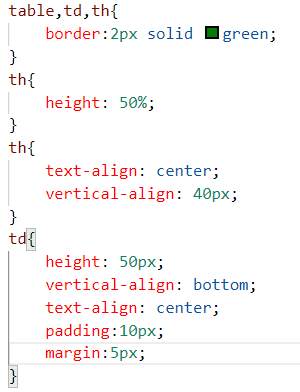 table,td,th{
    border:2px solid green;
}
th{
    height: 50%;
}
th{
    text-align: center;
    vertical-align: 40px;
}
td{
    height: 50px;
    vertical-align: bottom;
    text-align: center;
    padding:10px;
    margin:5px;
}